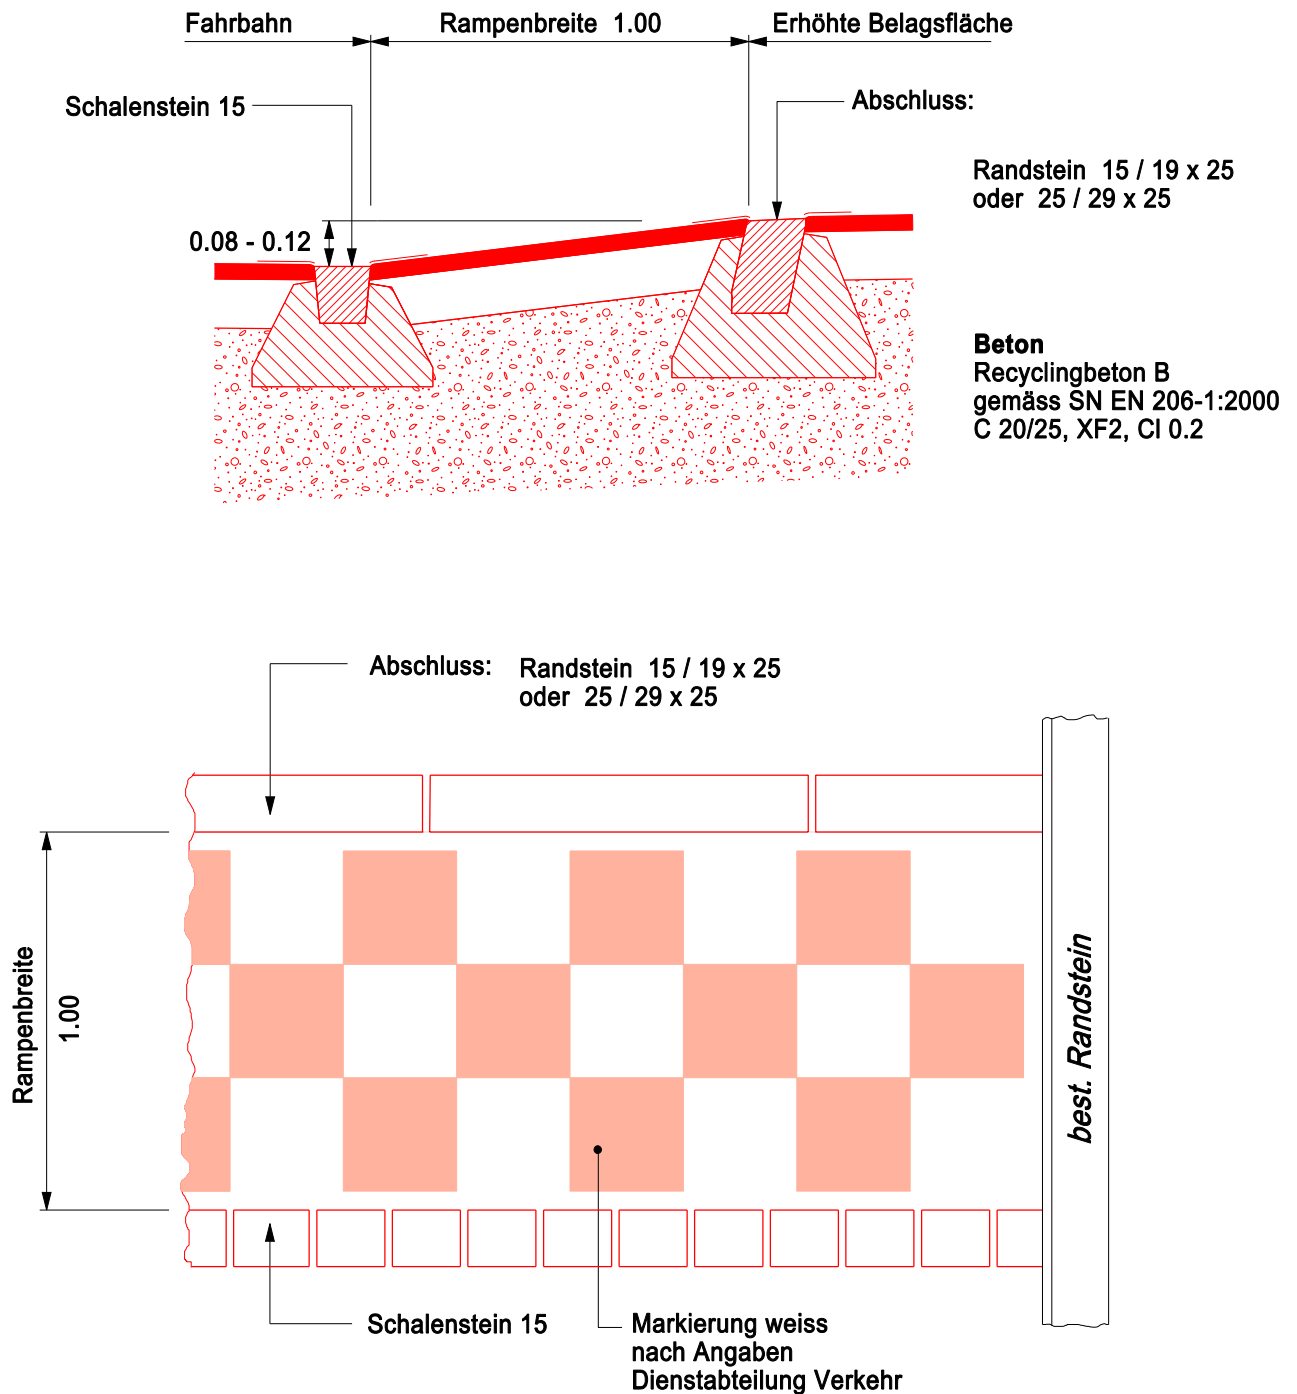 Fahrbahn
Rampenbreite 1.00
Erhöhte Belagsfläche
Schalenstein 15
Abschluss:
Randstein 15 / 19 x 25
oder 25 / 29 x 25
0.08 - 0.12
Beton
Recyclingbeton B
gemäss SN EN 206-1:2000
C 20/25, XF2, Cl 0.2
Abschluss:
Randstein 15 / 19 x 25
oder 25 / 29 x 25
Rampenbreite
1.00
best. Randstein
Schalenstein 15
Markierung weiss
nach Angaben
Dienstabteilung Verkehr